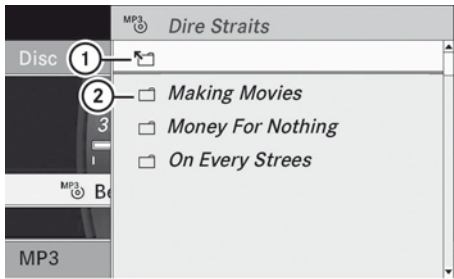 MP3 Dire Straits
Disc
1
2
Making Movies
3
Money For Nothing
On Every Strees
MP3 Be
MP3